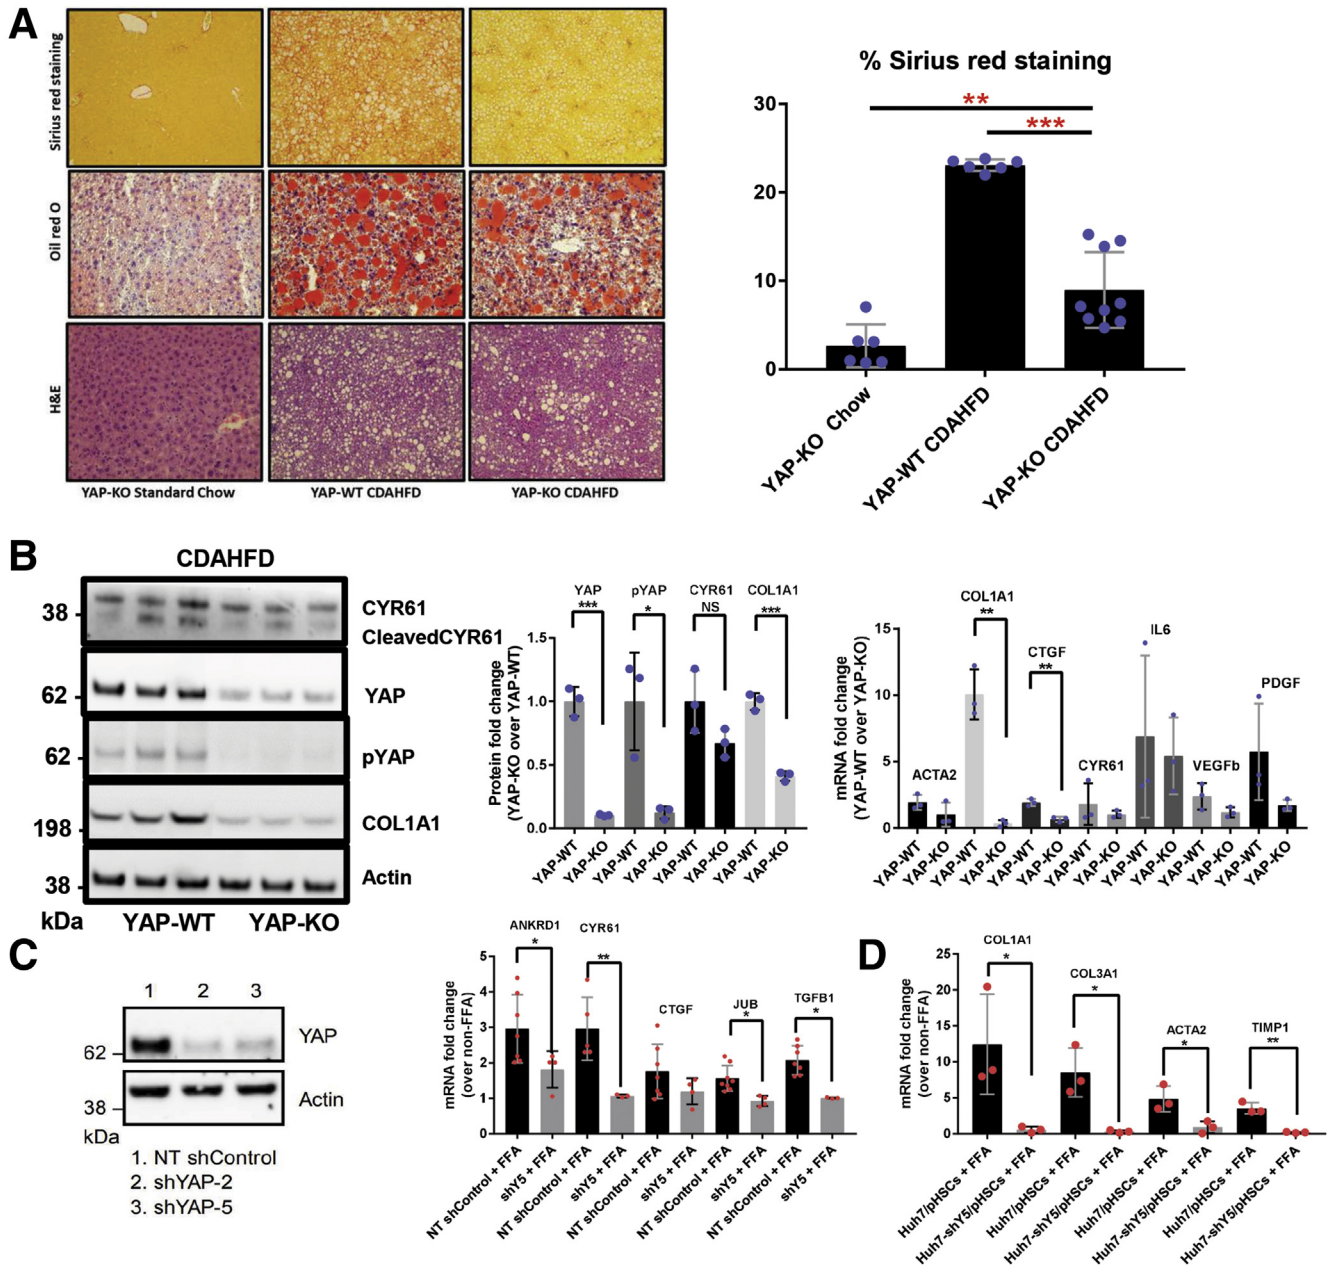 A
Sirius red staining
Oil red O
H&E
YAP-KO Standard Chow
YAP-WT CDAHFD
YAP-KO CDAHFD
% Sirius red staining
30
20
10
0
**
***
YAP-KO Chow
YAP-WT CDAHFD
YAP-KO CDAHFD
B
CDAHFD
38
CYR61
CleavedCYR61
62
YAP
62
pYAP
198
COL1A1
38
Actin
kDa
YAP-WT
YAP-KO
Protein fold change
(YAP-KO over YAP-WT)
1.5
1.0
0.5
0.0
YAP
***
pYAP
*
CYR61
NS
COL1A1
***
YAP-WT
YAP-KO
YAP-WT
YAP-KO
YAP-WT
YAP-KO
YAP-WT
YAP-KO
mRNA fold change
(YAP-WT over YAP-KO)
15
10
5
0
ACTA2
COL1A1
**
CTGF
**
CYR61
IL6
VEGFb
PDGF
YAP-WT
YAP-KO
YAP-WT
YAP-KO
YAP-WT
YAP-KO
YAP-WT
YAP-KO
YAP-WT
YAP-KO
YAP-WT
YAP-KO
YAP-WT
YAP-KO
C
1 2 3
62
YAP
38
Actin
kDa
1. NT shControl
2. shYAP-2
3. shYAP-5
mRNA fold change
(over non-FFA)
5
4
3
2
1
0
ANKRD1
*
CYR61
**
CTGF
JUB
*
TGFB1
*
NT shControl + FFA
shY5 + FFA
NT shControl + FFA
shY5 + FFA
NT shControl + FFA
shY5 + FFA
NT shControl + FFA
shY5 + FFA
NT shControl + FFA
shY5 + FFA
D
mRNA fold change
(over non-FFA)
25
20
15
10
5
0
COL1A1
*
COL3A1
*
ACTA2
*
TIMP1
**
Huh7/pHSCs + FFA
Huh7-shY5/pHSCs + FFA
Huh7/pHSCs + FFA
Huh7-shY5/pHSCs + FFA
Huh7/pHSCs + FFA
Huh7-shY5/pHSCs + FFA
Huh7/pHSCs + FFA
Huh7-shY5/pHSCs + FFA